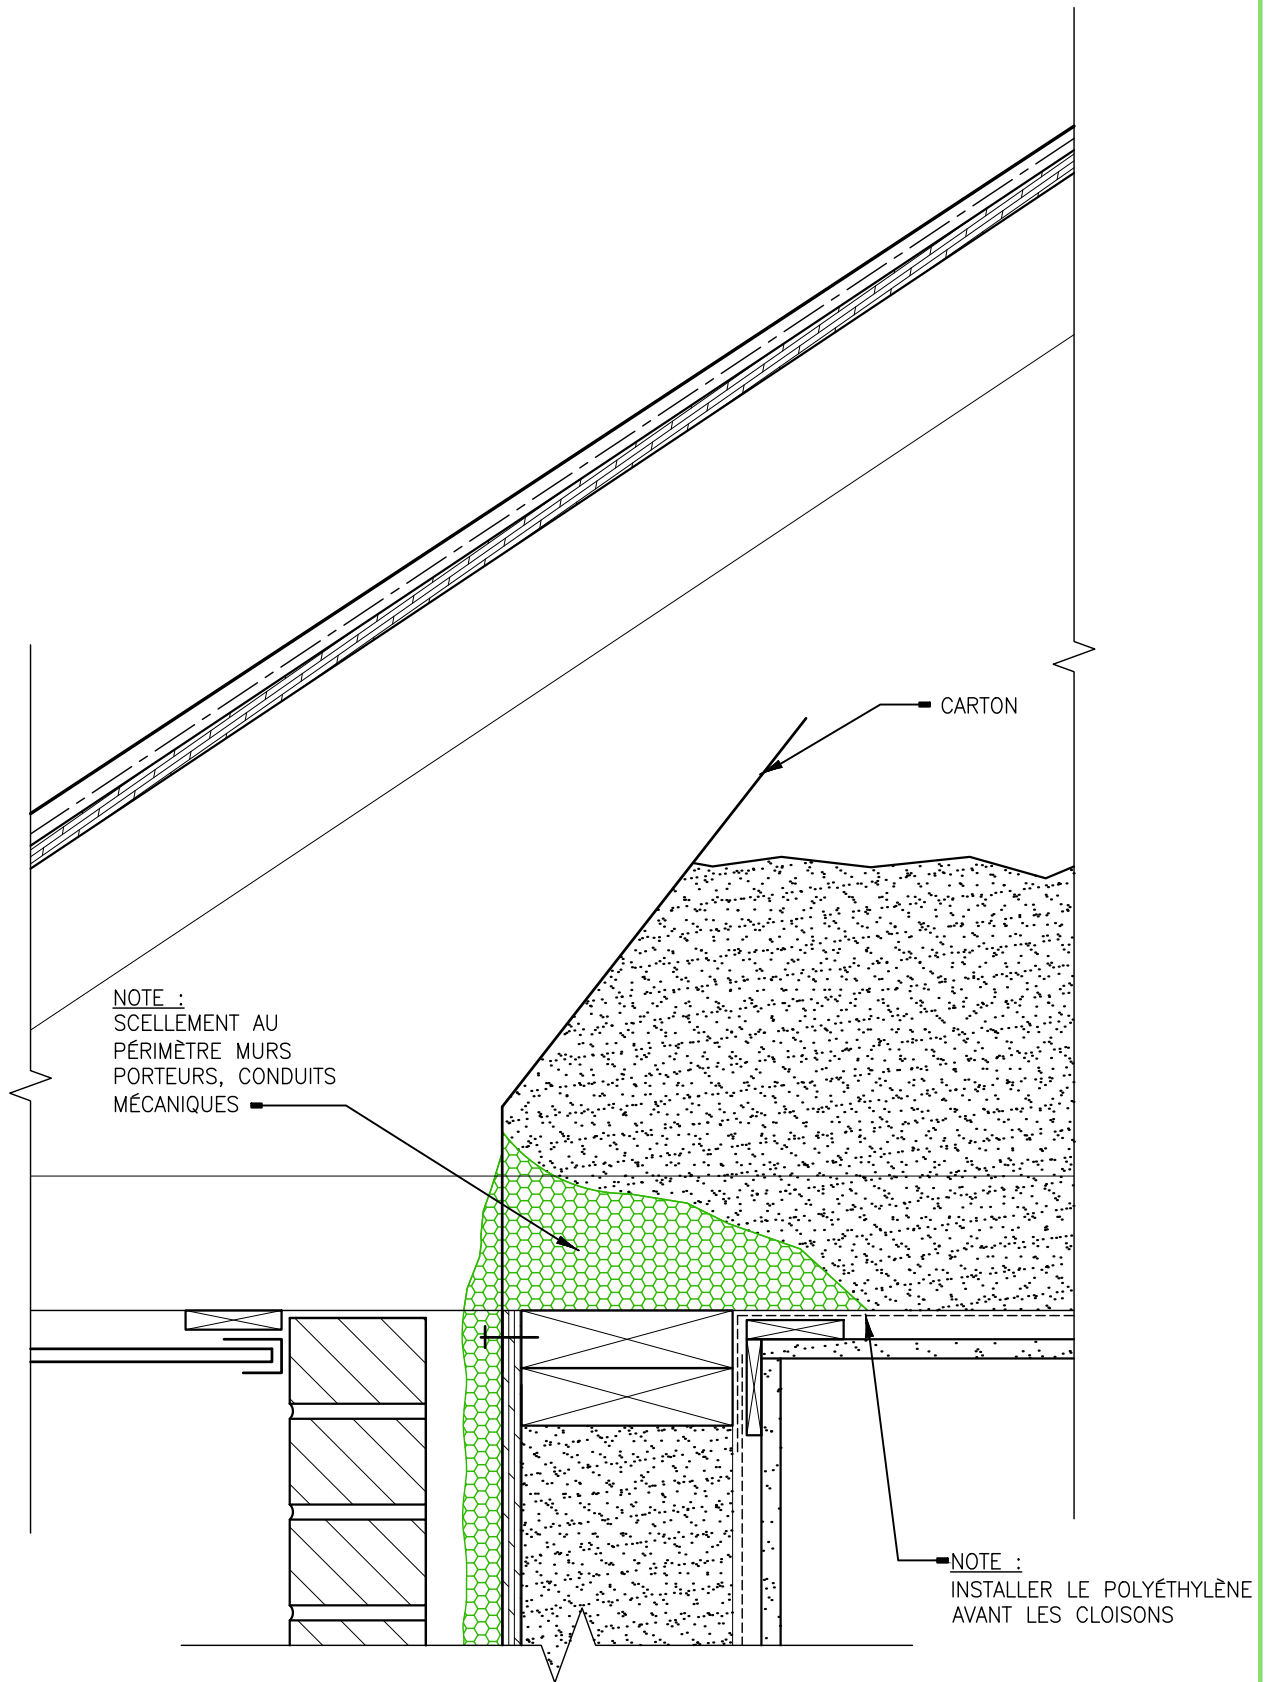 CARTON
NOTE :
SCELLEMENT AU
PÉRIMÈTRE MURS
PORTEURS, CONDUITS
MÉCANIQUES
NOTE :
INSTALLER LE POLYÉTHYLÈNE
AVANT LES CLOISONS